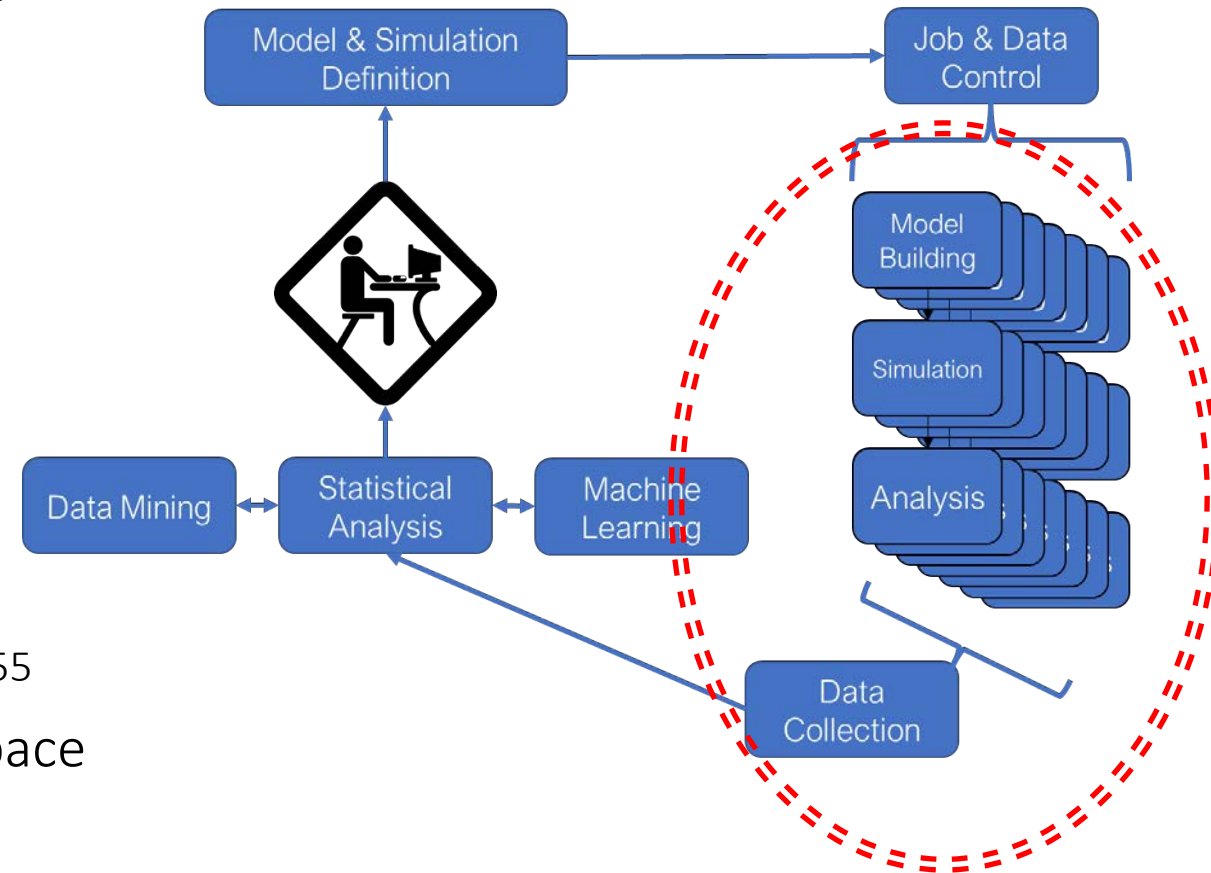 Model & Simulation
Definition
Job & Data
Control
Model
Building
Simulation
Data Mining
Statistical
Analysis
Machine
Learning
Analysis
s
s
s
s
s
55
Data
Collection
pace